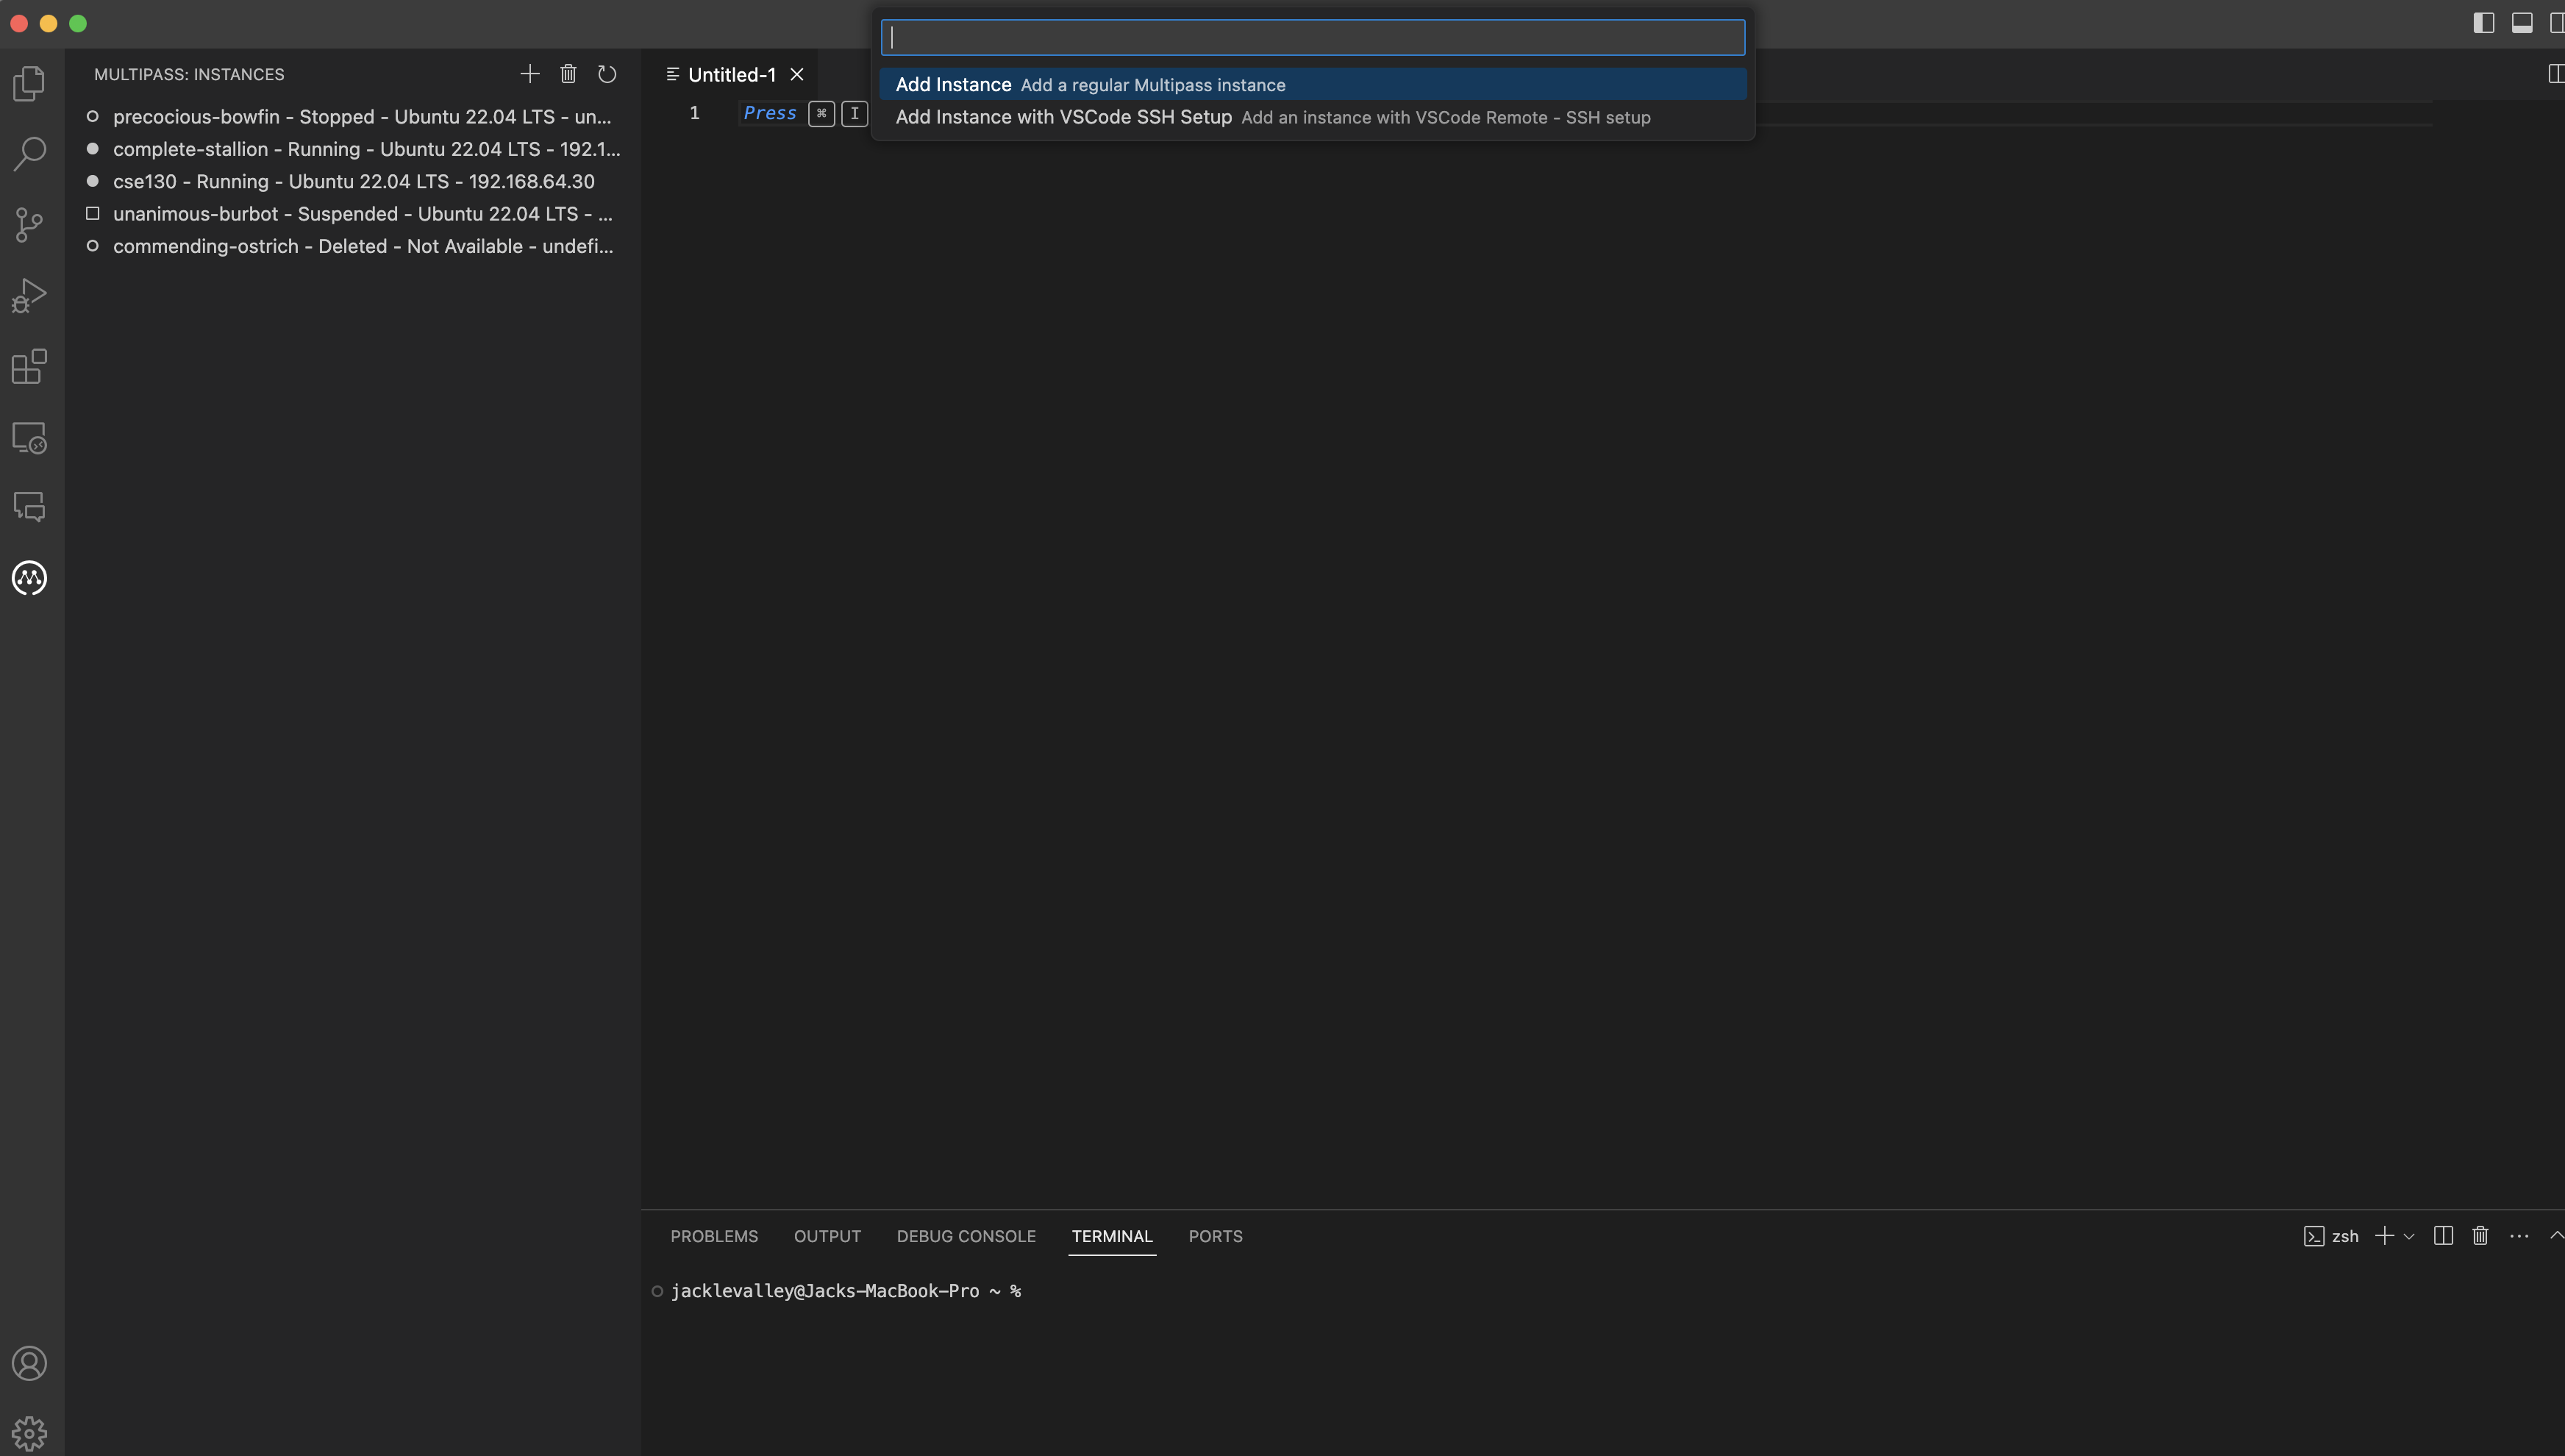 MULTIPASS: INSTANCES
precocious-bowfin - Stopped - Ubuntu 22.04 LTS - un...
complete-stallion - Running - Ubuntu 22.04 LTS - 192.1...
cse130 - Running - Ubuntu 22.04 LTS - 192.168.64.30
unanimous-burbot - Suspended - Ubuntu 22.04 LTS - ...
commending-ostrich - Deleted - Not Available - undefi...
Untitled-1
1 Press ⌘ I
Add Instance Add a regular Multipass instance
Add Instance with VSCode SSH Setup Add an instance with VSCode Remote - SSH setup
PROBLEMS OUTPUT DEBUG CONSOLE TERMINAL PORTS
zsh
jacklevalley@Jacks-MacBook-Pro ~ %